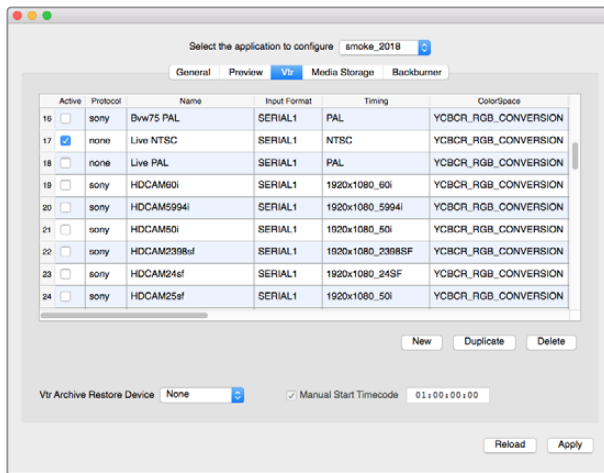 Select the application to configure smoke_2018
General Preview Vtr Media Storage Backburner
Active Protocol Name Input Format Timing ColorSpace
16 sony Bvw75 PAL SERIAL1 PAL YCBCR_RGB_CONVERSION
17 none Live NTSC SERIAL1 NTSC YCBCR_RGB_CONVERSION
18 none Live PAL SERIAL1 PAL YCBCR_RGB_CONVERSION
19 sony HDCAM60i SERIAL1 1920x1080_60i YCBCR_RGB_CONVERSION
20 sony HDCAM5994i SERIAL1 1920x1080_5994i YCBCR_RGB_CONVERSION
21 sony HDCAM50i SERIAL1 1920x1080_50i YCBCR_RGB_CONVERSION
22 sony HDCAM2398sf SERIAL1 1920x1080_2398SF YCBCR_RGB_CONVERSION
23 sony HDCAM24sf SERIAL1 1920x1080_24SF YCBCR_RGB_CONVERSION
24 sony HDCAM25sf SERIAL1 1920x1080_50i YCBCR_RGB_CONVERSION
New Duplicate Delete
Vtr Archive Restore Device None Manual Start Timecode 01:00:00:00
Reload Apply